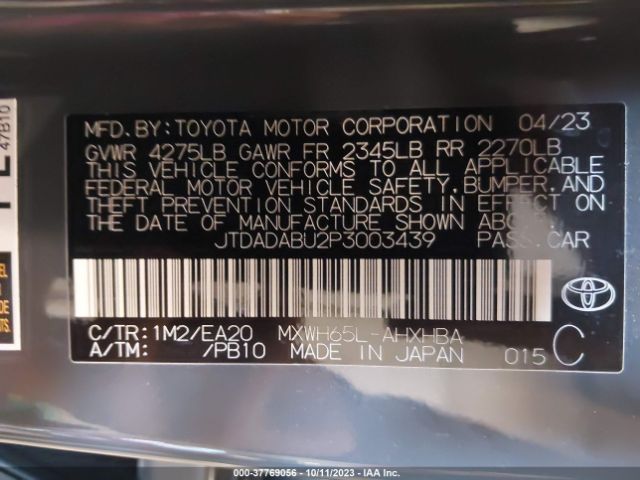 47B10
MFD.BY: TOYOTA MOTOR CORPORATION 04/23
GVWR 4275LB GAWR FR 2345LB RR 2270LB
THIS VEHICLE CONFORMS TO ALL APPLICABLE
FEDERAL MOTOR VEHICLE SAFETY, BUMPER, AND
THEFT PREVENTION STANDARDS IN EFFECT ON
THE DATE OF MANUFACTURE SHOWN ABOVE.
JTDADABU2P3003439 PASS.CAR
C/TR: 1M2/EA20 MXWH65L-AHXHBA
A/TM: /PB10 MADE IN JAPAN 015 C
000-37769056 - 10/11/2023 - IAA Inc.